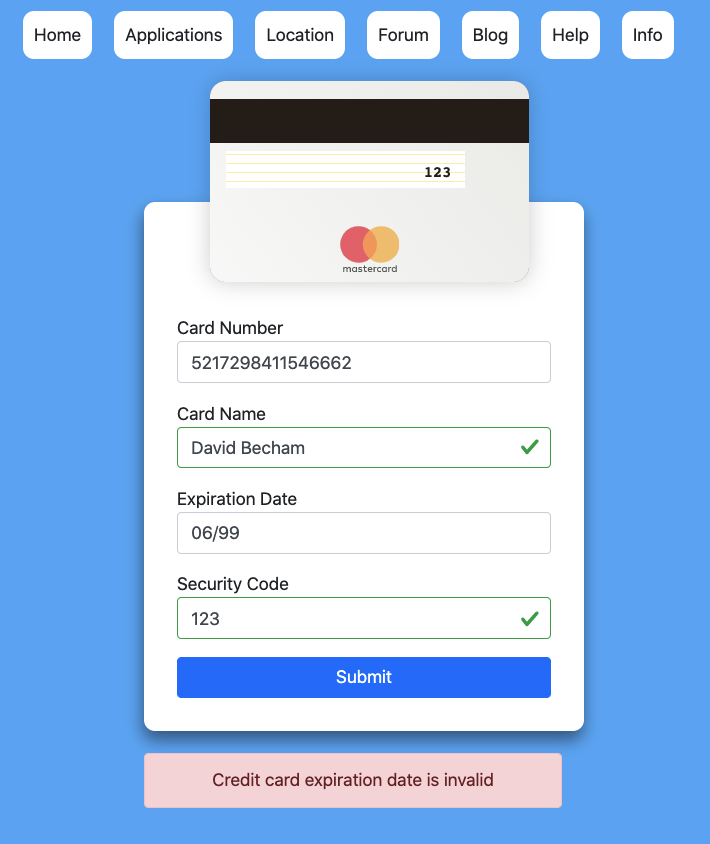 Home Applications Location Forum Blog Help Info
123
mastercard
Card Number
5217298411546662
Card Name
David Becham
Expiration Date
06/99
Security Code
123
Submit
Credit card expiration date is invalid